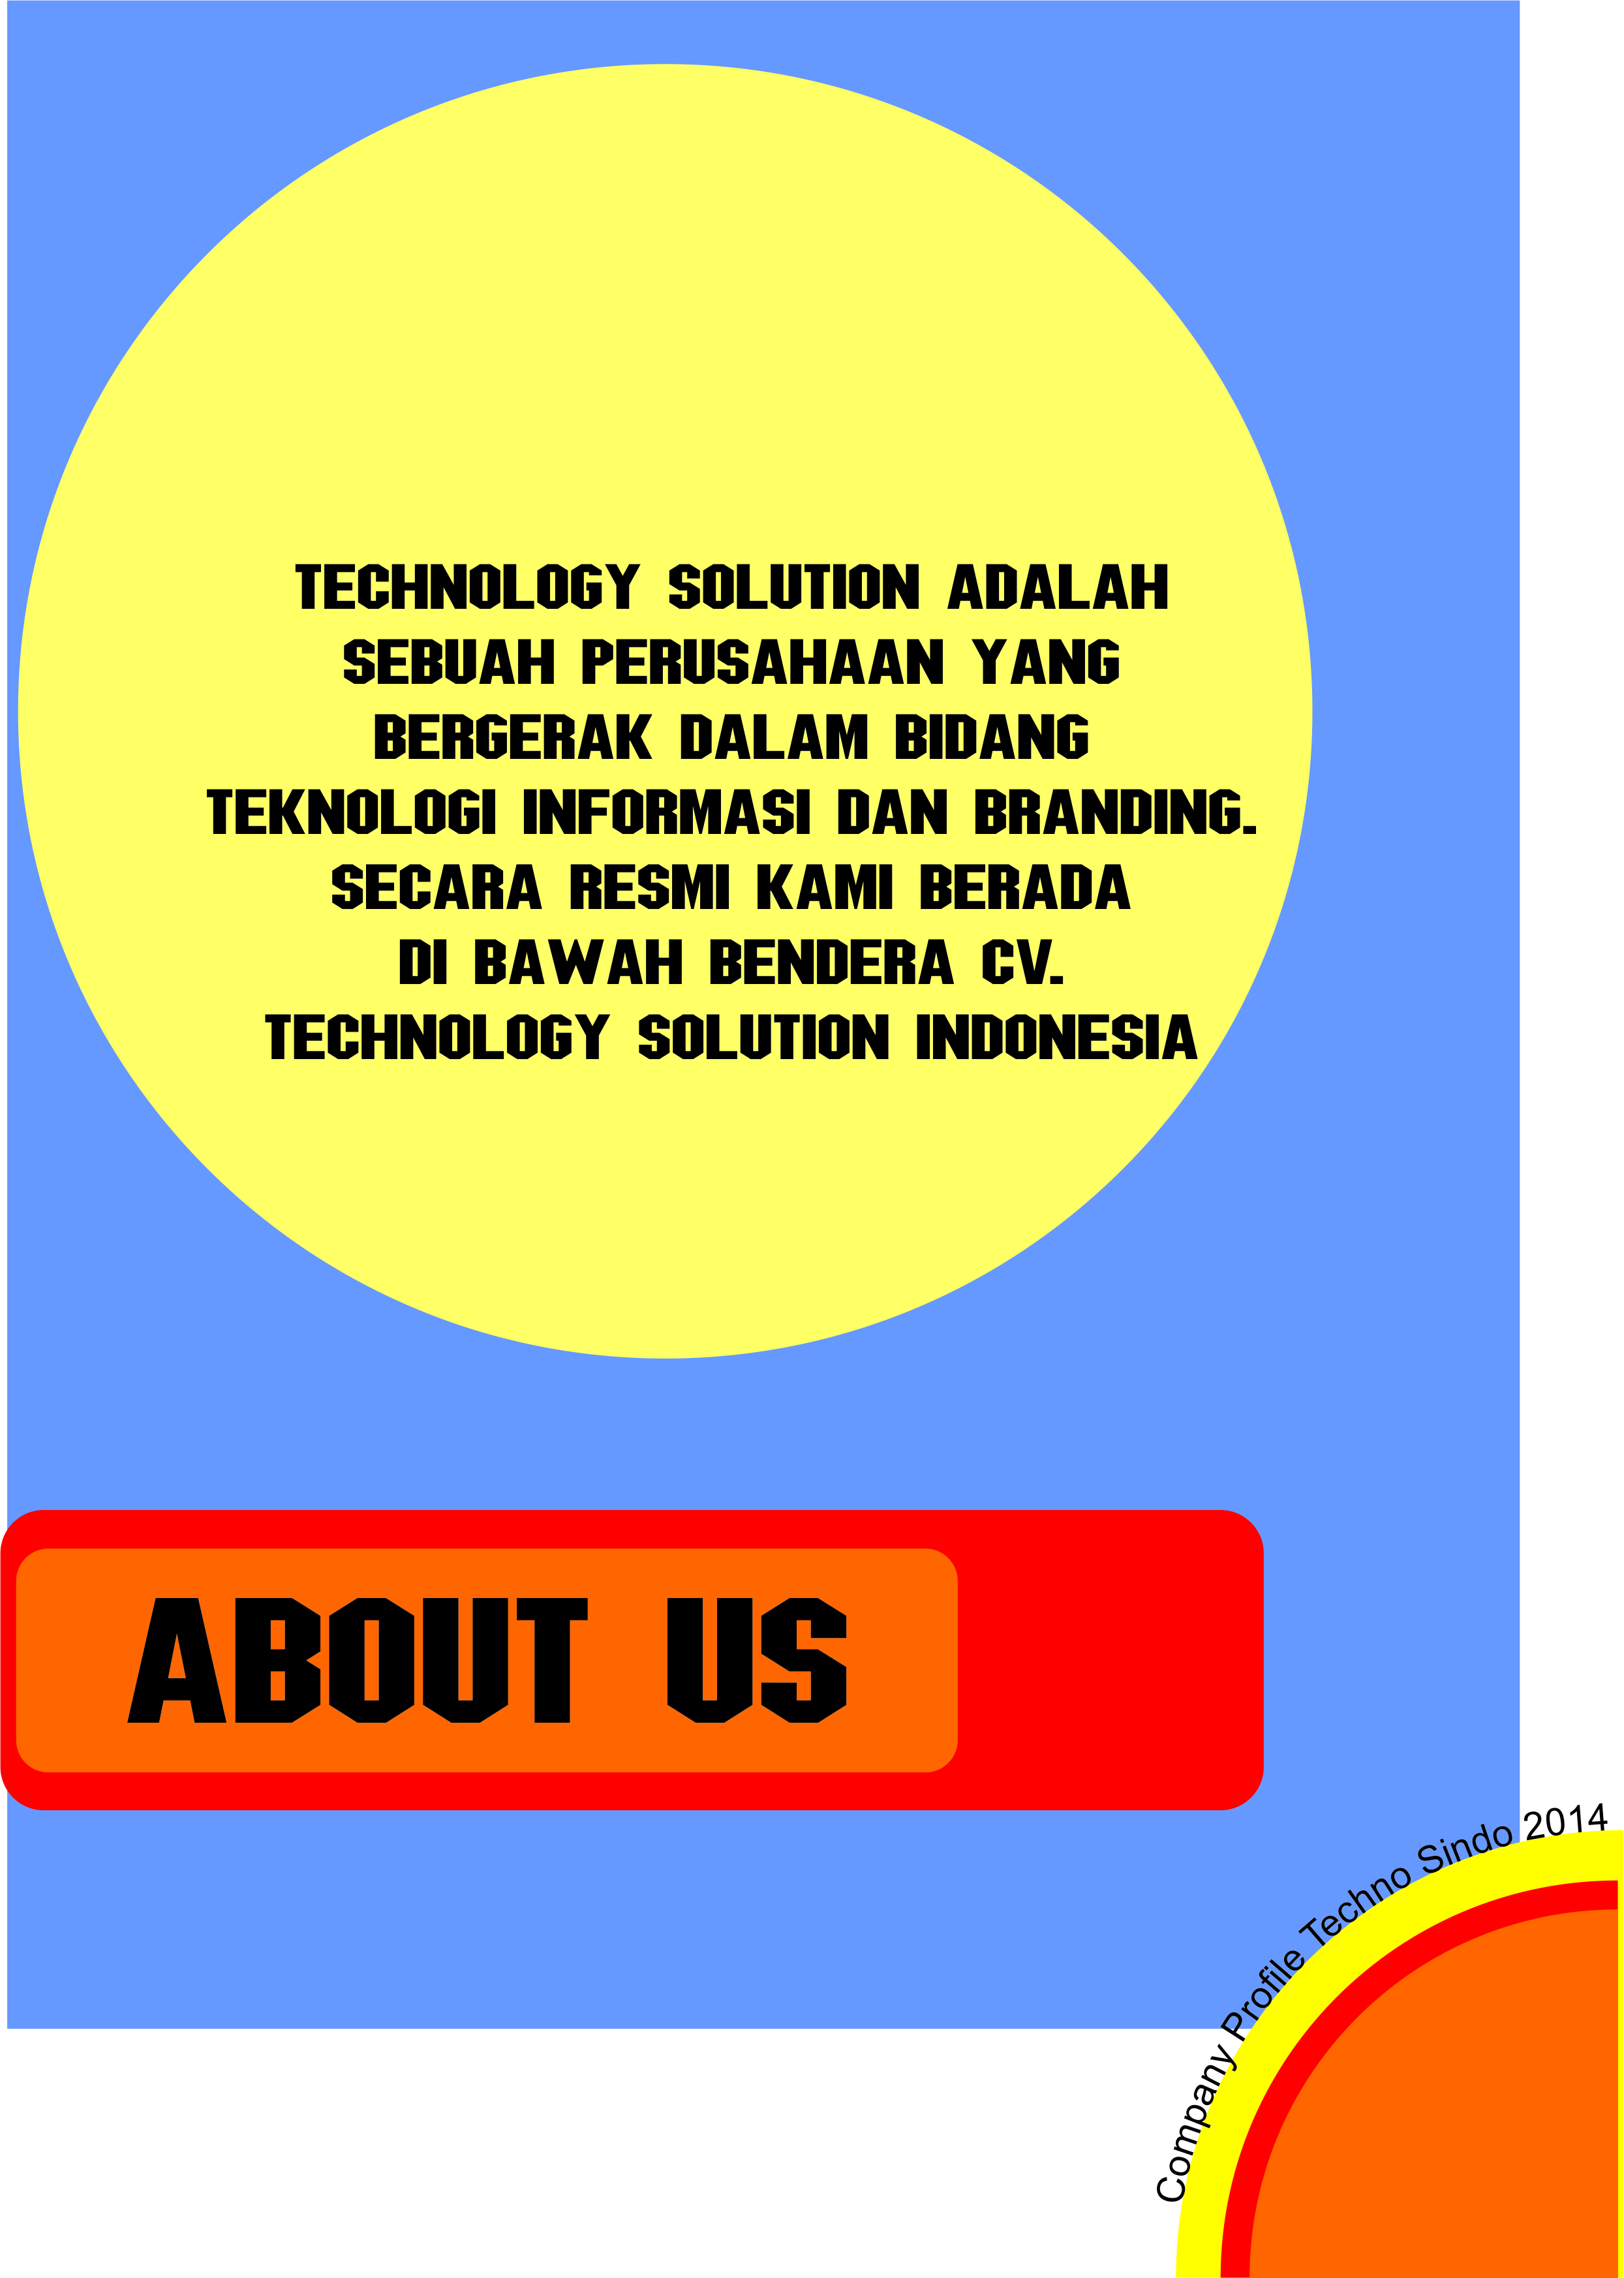 TECHNOLOGY SOLUTION ADALAH
SEBUAH PERUSAHAAN YANG
BERGERAK DALAM BIDANG
TEKNOLOGI INFORMASI DAN BRANDING.
SECARA RESMI KAMI BERADA
DI BAWAH BENDERA CV.
TECHNOLOGY SOLUTION INDONESIA
ABOUT US
Company Profile Techno Sindo 2014